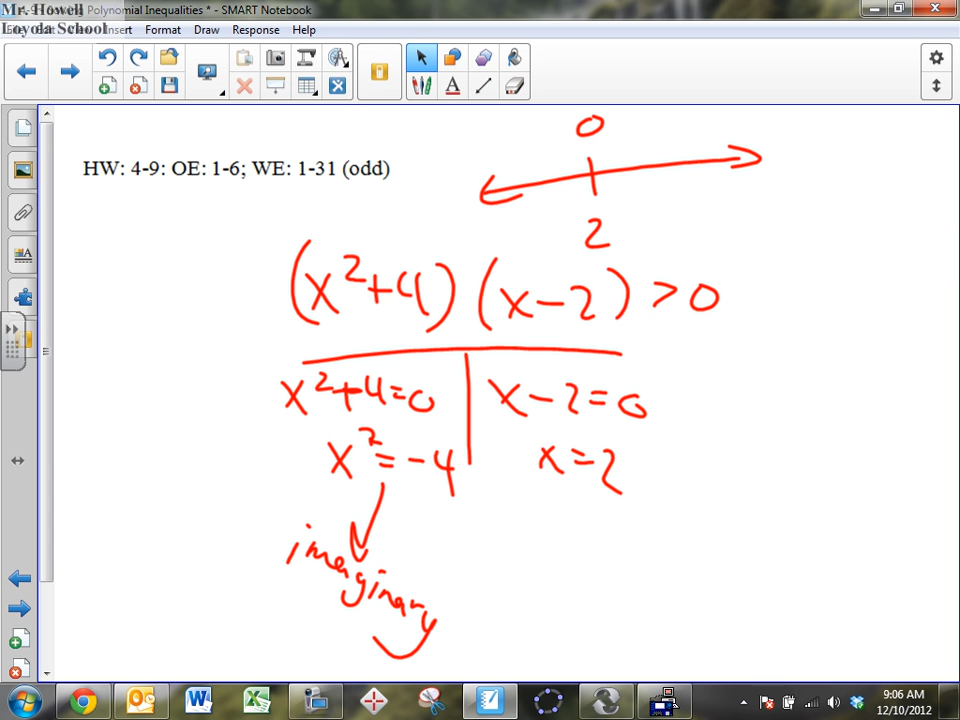 Mr. Howell
Loyola School
Polynomial Inequalities * - SMART Notebook
Insert Format Draw Response Help
HW: 4-9: OE: 1-6; WE: 1-31 (odd)
0
2
(x²+4)(x-2)>0
x²+4=0 x-2=0
x²=-4 x=2
imaginary
9:06 AM
12/10/2012